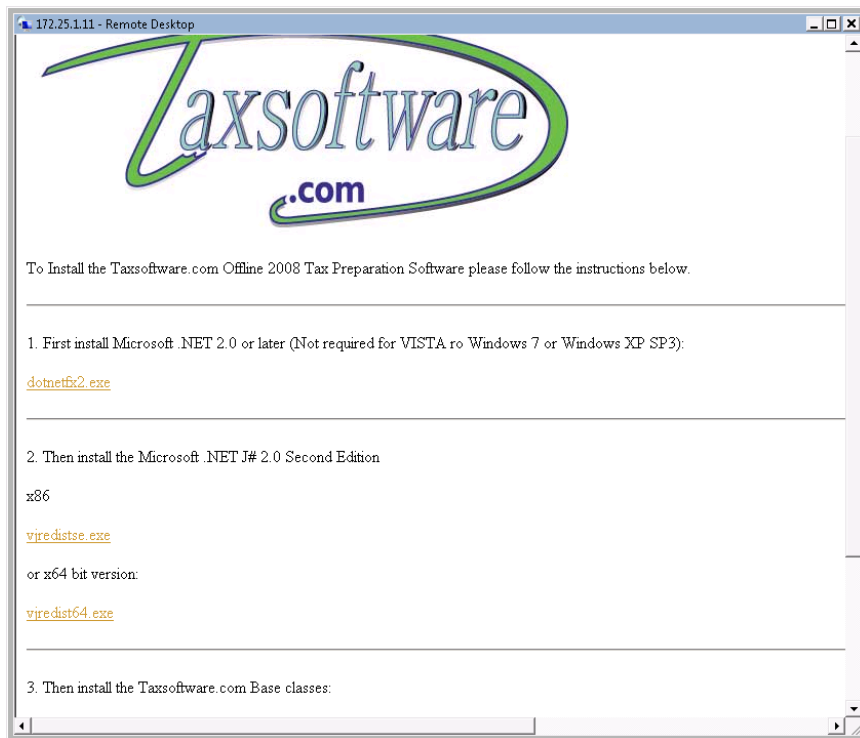 172.25.1.11 - Remote Desktop
Taxsoftware
.com
To Install the Taxsoftware.com Offline 2008 Tax Preparation Software please follow the instructions below.
1. First install Microsoft .NET 2.0 or later (Not required for VISTA ro Windows 7 or Windows XP SP3):
dotnetfx2.exe
2. Then install the Microsoft .NET J# 2.0 Second Edition
x86
vjredistse.exe
or x64 bit version:
vjredist64.exe
3. Then install the Taxsoftware.com Base classes: